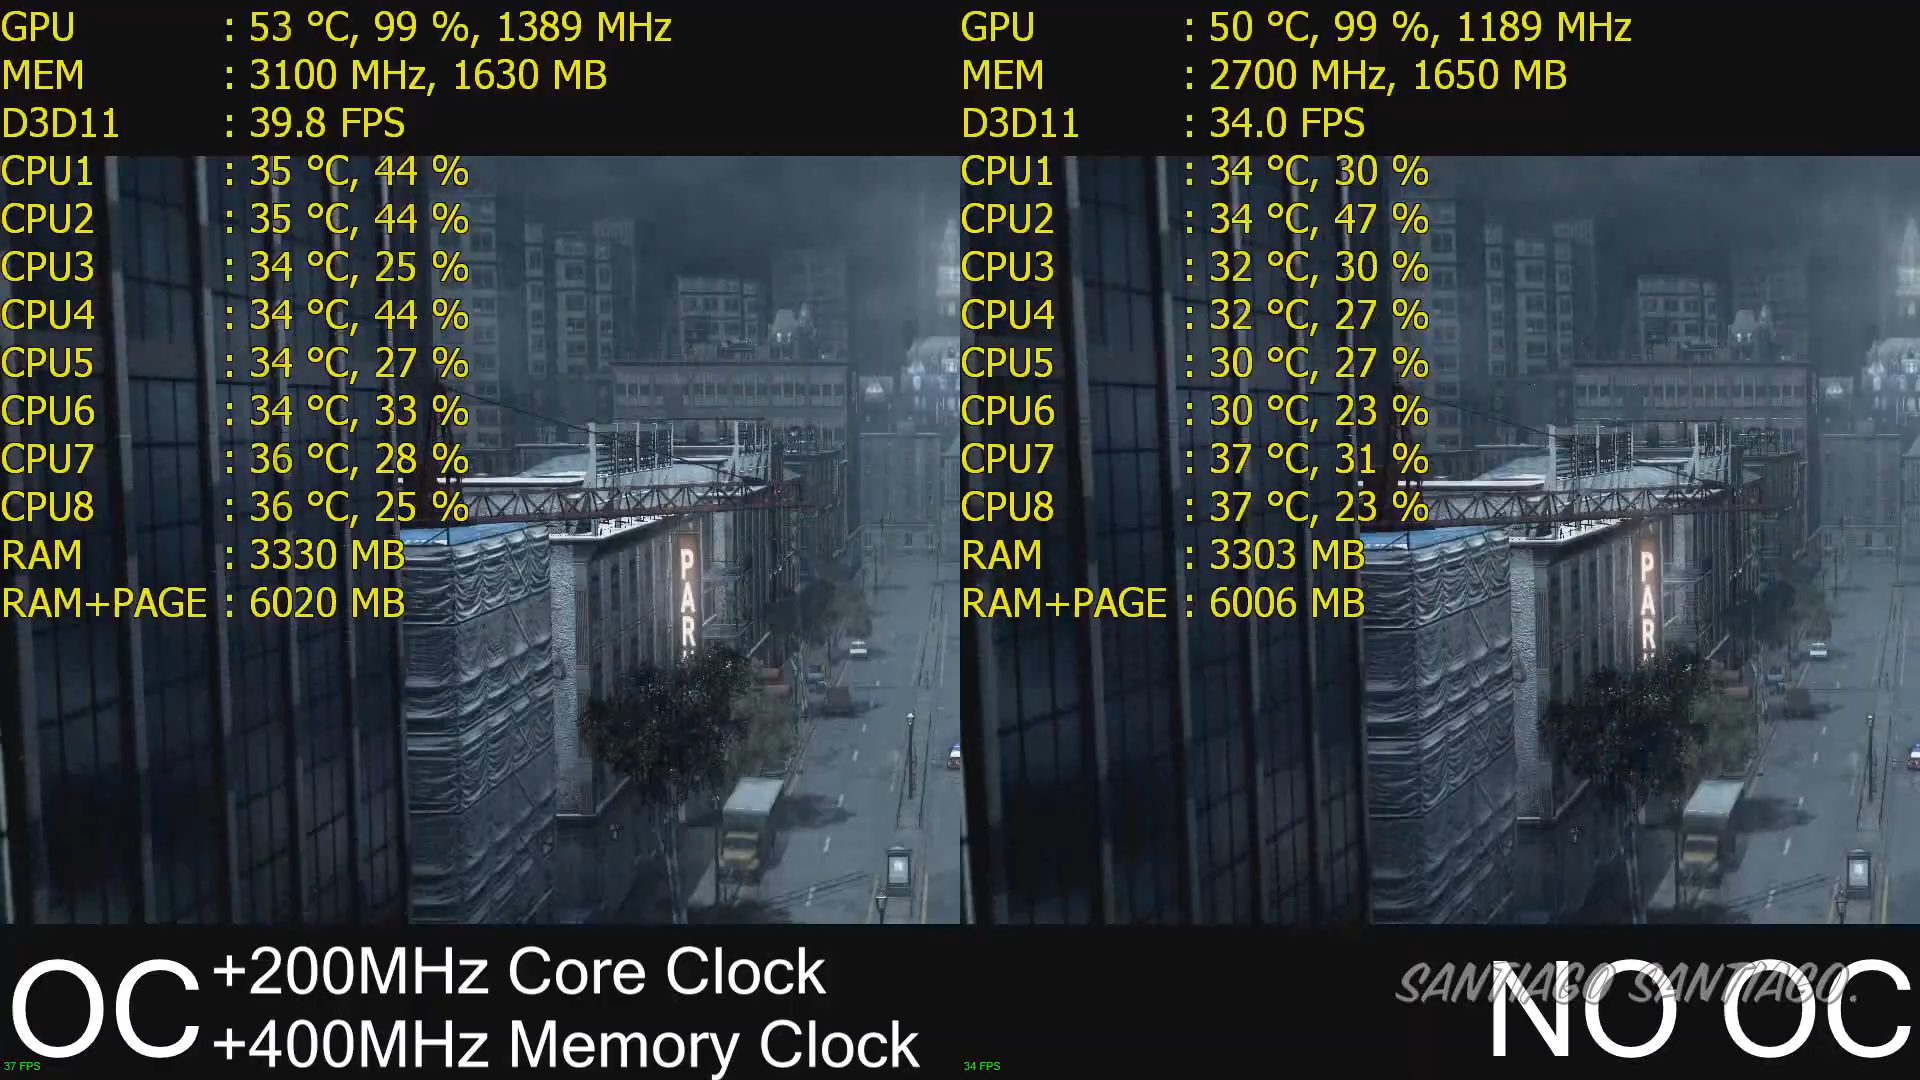 GPU : 53 °C, 99 %, 1389 MHz
MEM : 3100 MHz, 1630 MB
D3D11 : 39.8 FPS
CPU1 : 35 °C, 44 %
CPU2 : 35 °C, 44 %
CPU3 : 34 °C, 25 %
CPU4 : 34 °C, 44 %
CPU5 : 34 °C, 27 %
CPU6 : 34 °C, 33 %
CPU7 : 36 °C, 28 %
CPU8 : 36 °C, 25 %
RAM : 3330 MB
RAM+PAGE : 6020 MB
PAR
OC
+200MHz Core Clock
+400MHz Memory Clock
37 FPS
GPU : 50 °C, 99 %, 1189 MHz
MEM : 2700 MHz, 1650 MB
D3D11 : 34.0 FPS
CPU1 : 34 °C, 30 %
CPU2 : 34 °C, 47 %
CPU3 : 32 °C, 30 %
CPU4 : 32 °C, 27 %
CPU5 : 30 °C, 27 %
CPU6 : 30 °C, 23 %
CPU7 : 37 °C, 31 %
CPU8 : 37 °C, 23 %
RAM : 3303 MB
RAM+PAGE : 6006 MB
PAR
SANTIAGO SANTIAGO.
NO OC
34 FPS